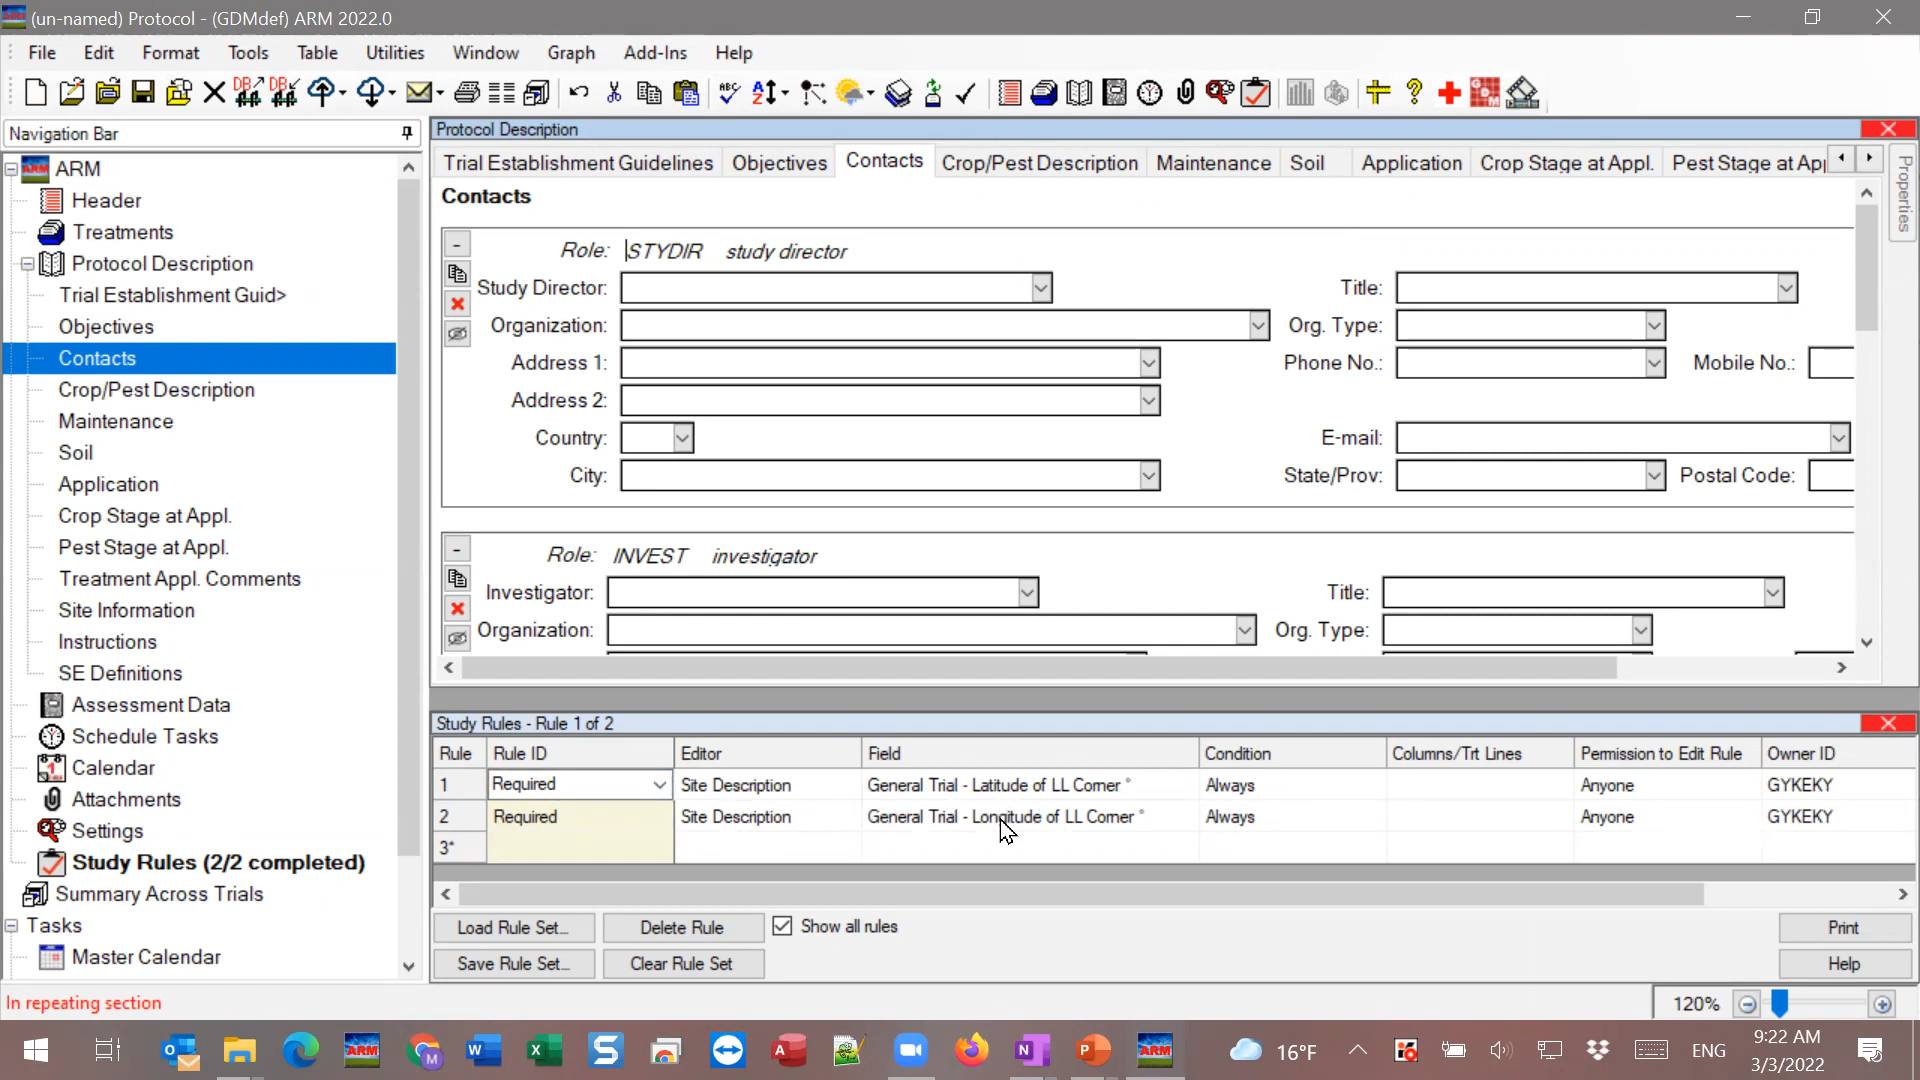 (un-named) Protocol - (GDMdef) ARM 2022.0
File Edit Format Tools Table Utilities Window Graph Add-Ins Help
Navigation Bar
ARM
Header
Treatments
Protocol Description
Trial Establishment Guid>
Objectives
Contacts
Crop/Pest Description
Maintenance
Soil
Application
Crop Stage at Appl.
Pest Stage at Appl.
Treatment Appl. Comments
Site Information
Instructions
SE Definitions
Assessment Data
Schedule Tasks
Calendar
Attachments
Settings
Study Rules (2/2 completed)
Summary Across Trials
Tasks
Master Calendar
Protocol Description
Trial Establishment Guidelines Objectives Contacts Crop/Pest Description Maintenance Soil Application Crop Stage at Appl. Pest Stage at Ap
Properties
Contacts
Role: STYDIR study director
Study Director: Title:
Organization: Org. Type:
Address 1: Phone No.: Mobile No.:
Address 2:
Country: E-mail:
City: State/Prov: Postal Code:
Role: INVEST investigator
Investigator: Title:
Organization: Org. Type:
Study Rules - Rule 1 of 2
Rule Rule ID Editor Field Condition Columns/Trt Lines Permission to Edit Rule Owner ID
1 Required Site Description General Trial - Latitude of LL Corner ° Always Anyone GYKEKY
2 Required Site Description General Trial - Longitude of LL Corner ° Always Anyone GYKEKY
3*
Load Rule Set... Delete Rule Show all rules Print
Save Rule Set... Clear Rule Set Help
In repeating section
120%
16°F ENG 9:22 AM
3/3/2022